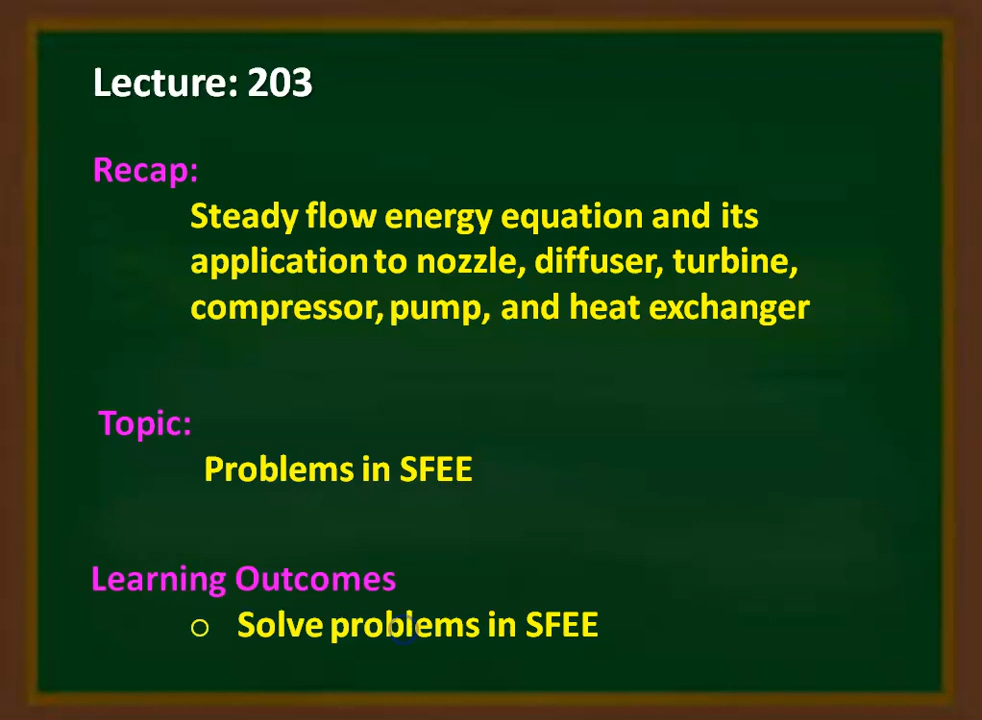 Lecture: 203
Recap:
Steady flow energy equation and its
application to nozzle, diffuser, turbine,
compressor, pump, and heat exchanger
Topic:
Problems in SFEE
Learning Outcomes
○ Solve problems in SFEE